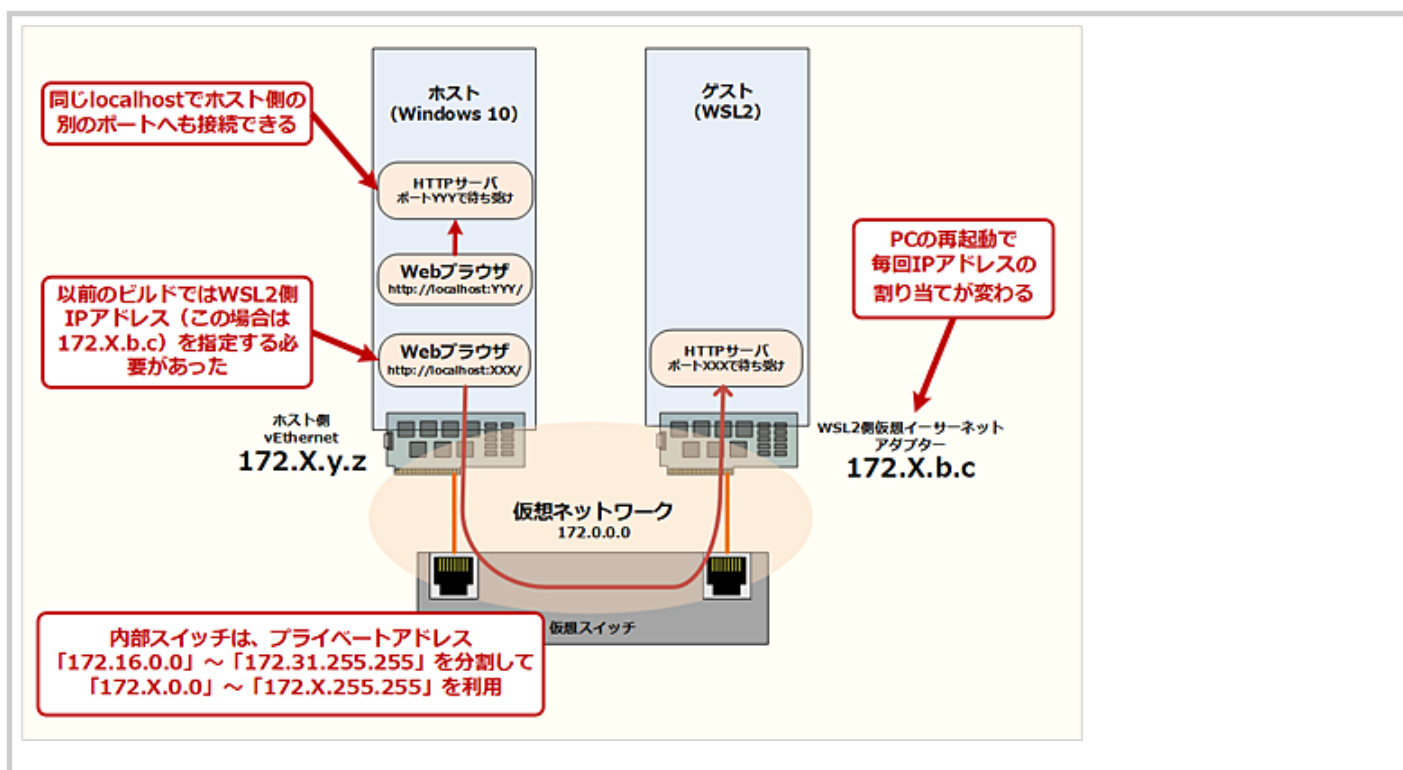 ホスト
(Windows 10)
ゲスト
(WSL2)
同じlocalhostでホスト側の
別のポートへも接続できる
HTTPサーバ
ポートYYYで待ち受け
Webブラウザ
http://localhost:YYY/
PCの再起動で
毎回IPアドレスの
割り当てが変わる
以前のビルドではWSL2側
IPアドレス（この場合は
172.X.b.c）を指定する必
要があった
Webブラウザ
http://localhost:XXX/
HTTPサーバ
ポートXXXで待ち受け
ホスト側
vEthernet
172.X.y.z
WSL2側仮想イーサーネット
アダプター
172.X.b.c
仮想ネットワーク
172.0.0.0
仮想スイッチ
内部スイッチは、プライベートアドレス
「172.16.0.0」～「172.31.255.255」を分割して
「172.X.0.0」～「172.X.255.255」を利用